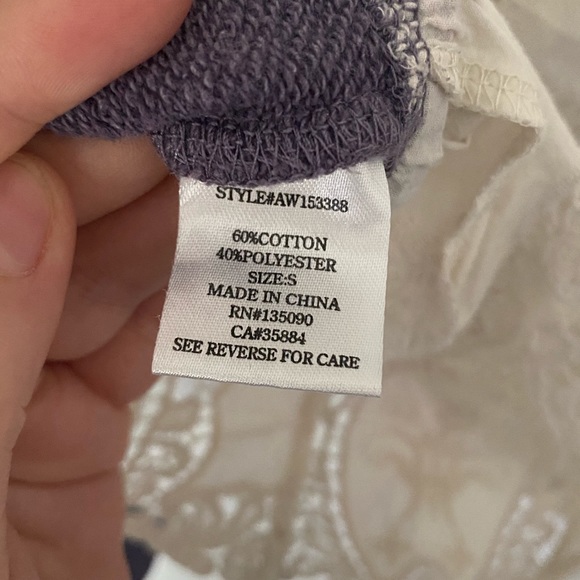 STYLE#AW153388
60%COTTON
40%POLYESTER
SIZE:S
MADE IN CHINA
RN#135090
CA#35884
SEE REVERSE FOR CARE